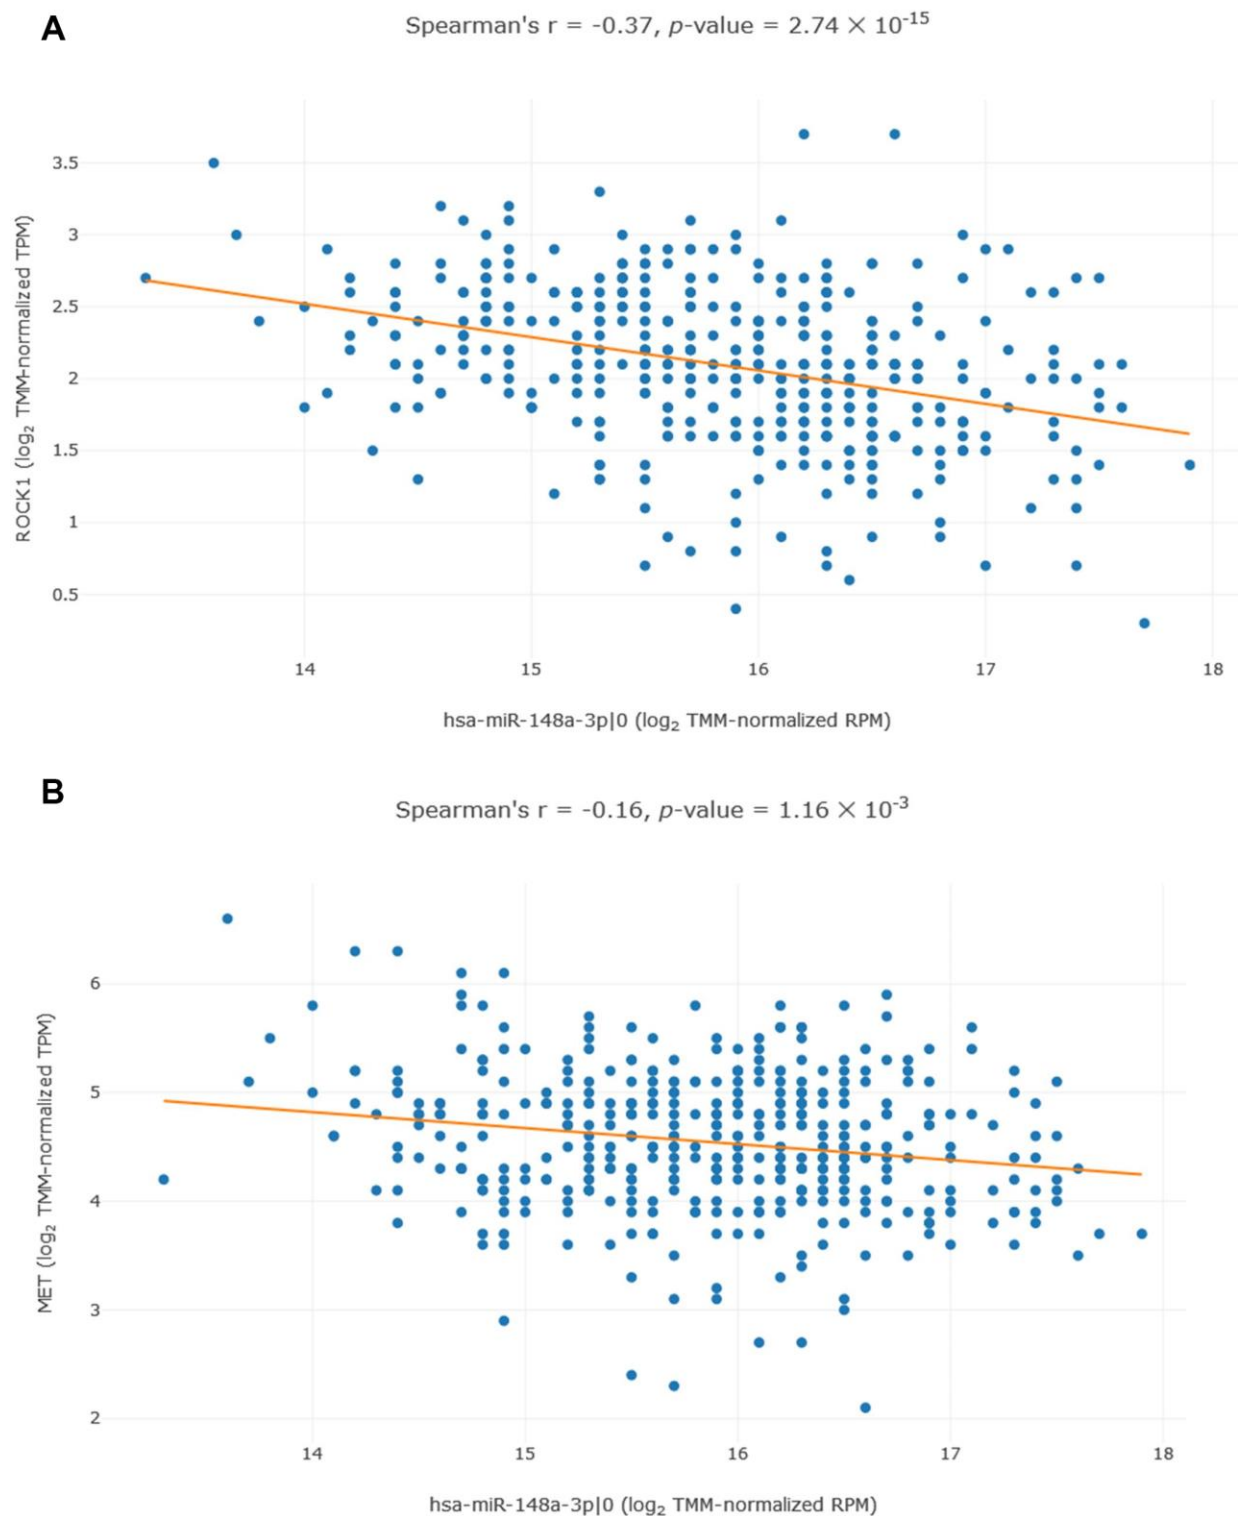 A
Spearman's r = -0.37, p-value = 2.74 × 10⁻¹⁵
3.5
3
2.5
2
1.5
1
0.5
ROCK1 (log₂ TMM-normalized TPM)
14 15 16 17 18
hsa-miR-148a-3p|0 (log₂ TMM-normalized RPM)
B
Spearman's r = -0.16, p-value = 1.16 × 10⁻³
6
5
4
3
2
MET (log₂ TMM-normalized TPM)
14 15 16 17 18
hsa-miR-148a-3p|0 (log₂ TMM-normalized RPM)